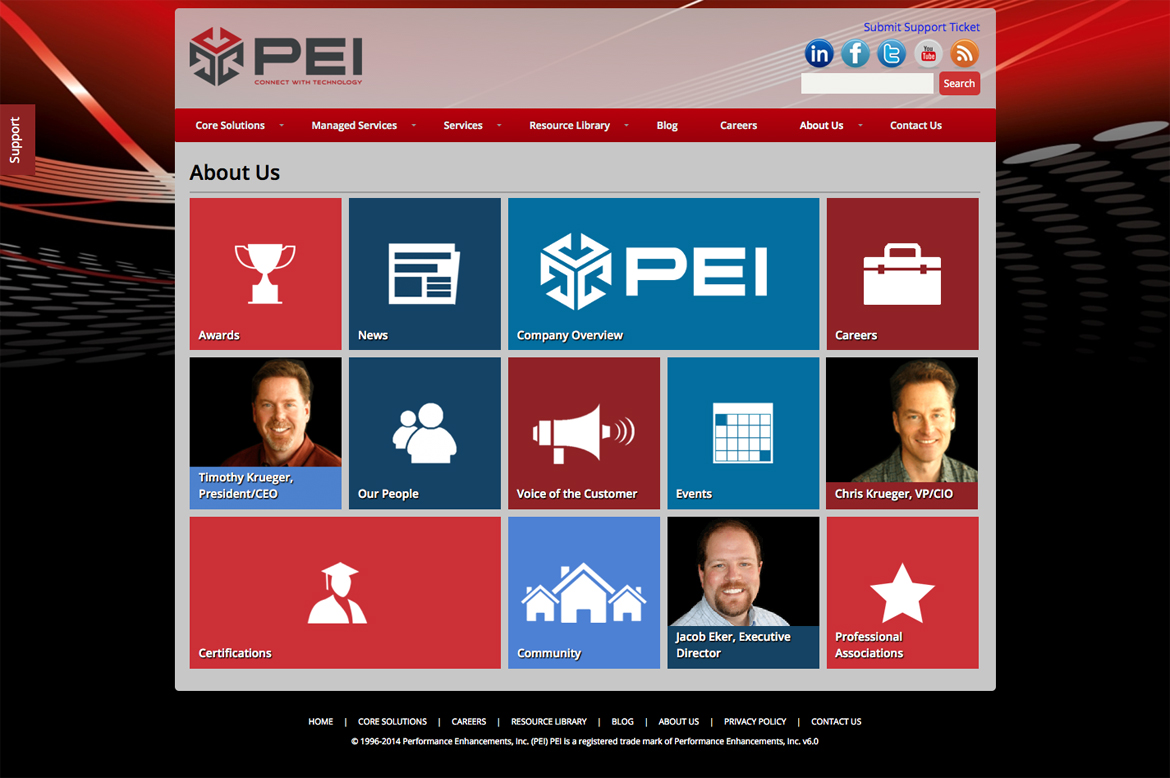 Submit Support Ticket
PEI
CONNECT WITH TECHNOLOGY
in
f
t
You
Tube
Search
Support
Core Solutions
Managed Services
Services
Resource Library
Blog
Careers
About Us
Contact Us
About Us
Awards
News
PEI
Company Overview
Careers
Timothy Krueger,
President/CEO
Our People
Voice of the Customer
Events
Chris Krueger, VP/CIO
Certifications
Community
Jacob Eker, Executive
Director
Professional
Associations
HOME | CORE SOLUTIONS | CAREERS | RESOURCE LIBRARY | BLOG | ABOUT US | PRIVACY POLICY | CONTACT US
© 1996-2014 Performance Enhancements, Inc. (PEI) PEI is a registered trade mark of Performance Enhancements, Inc. v6.0